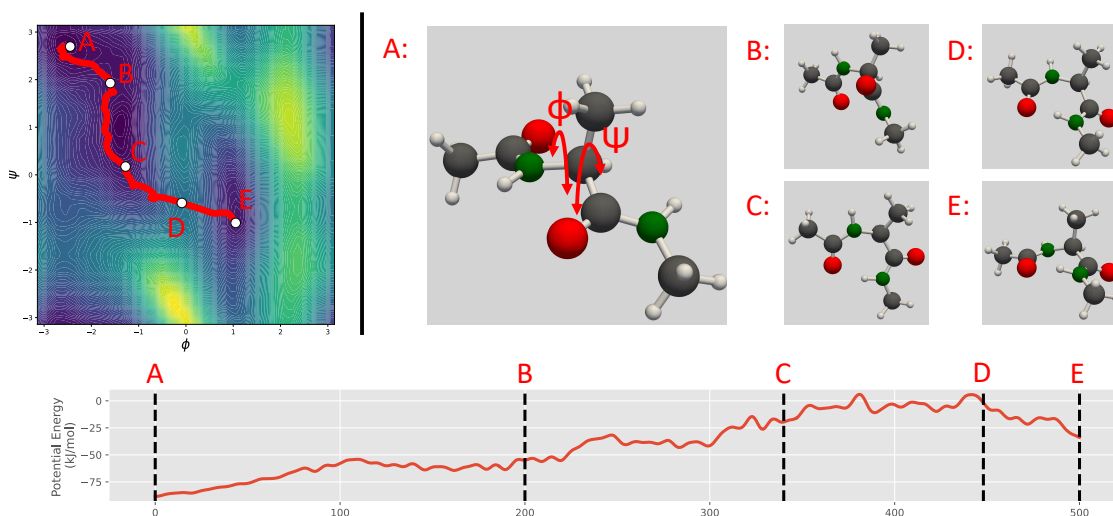 A
B
C
D
E
3
2
1
0
−1
−2
−3
ψ
−3
−2
−1
0
1
2
3
ϕ
A:
ϕ
Ψ
B:
D:
C:
E:
A
B
C
D
E
0
−25
−50
−75
Potential Energy
(kJ/mol)
0
100
200
300
400
500